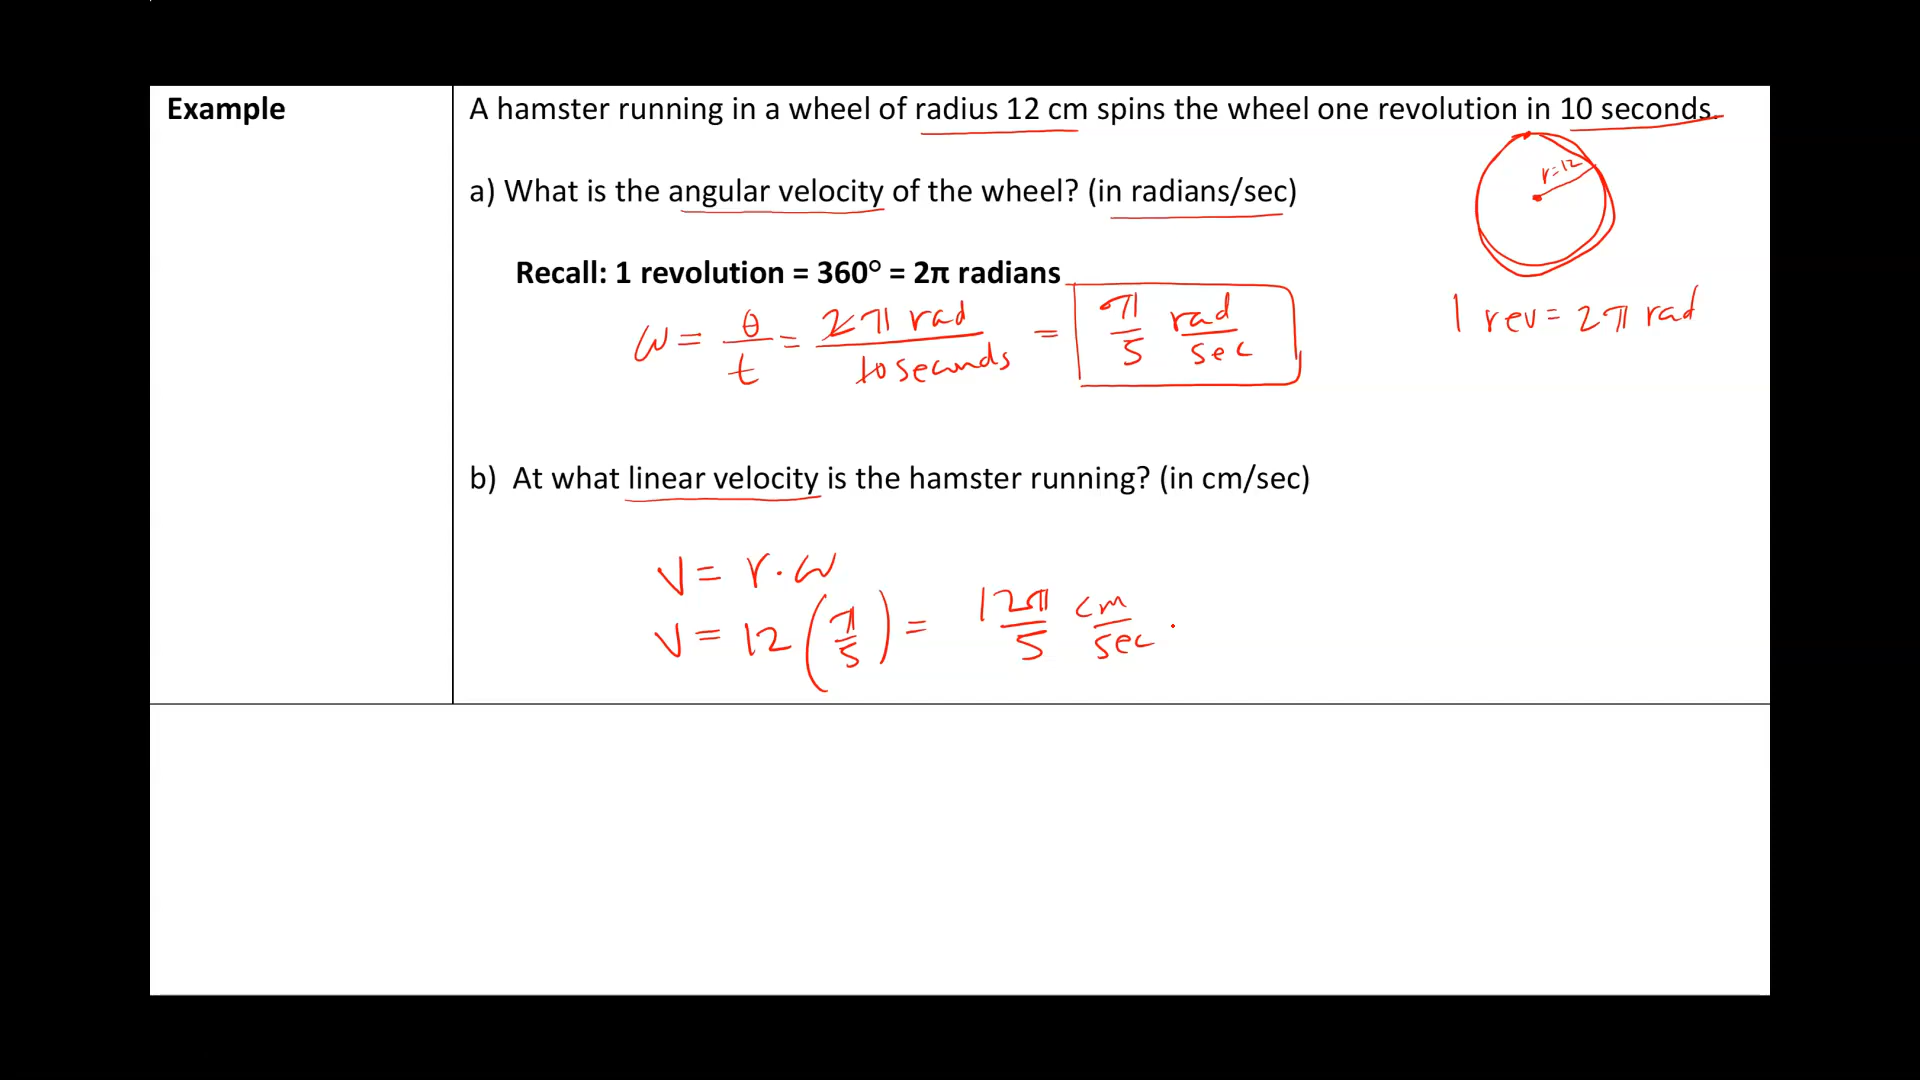 Example
A hamster running in a wheel of radius 12 cm spins the wheel one revolution in 10 seconds.
r=12
a) What is the angular velocity of the wheel? (in radians/sec)
Recall: 1 revolution = 360° = 2π radians
ω = θ/t = 2π rad/10 seconds = π/5 rad/sec
1 rev = 2π rad
b) At what linear velocity is the hamster running? (in cm/sec)
V = r · ω
V = 12 (π/5) = 12π/5 cm/sec .